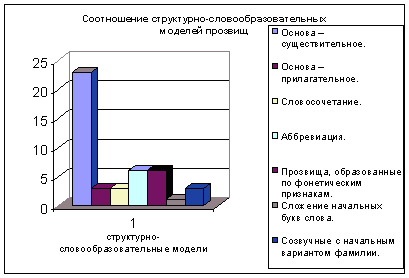 Соотношение структурно-словообразовательных
моделей прозвищ
25
20
15
10
5
0
1
структурно-
словообразовательные модели
Основа –
существительное.
Основа –
прилагательное.
Словосочетание.
Аббревиация.
Прозвища, образованные
по фонетическим
признакам.
Сложение начальных
букв слова.
Созвучные с начальным
вариантом фамилии.